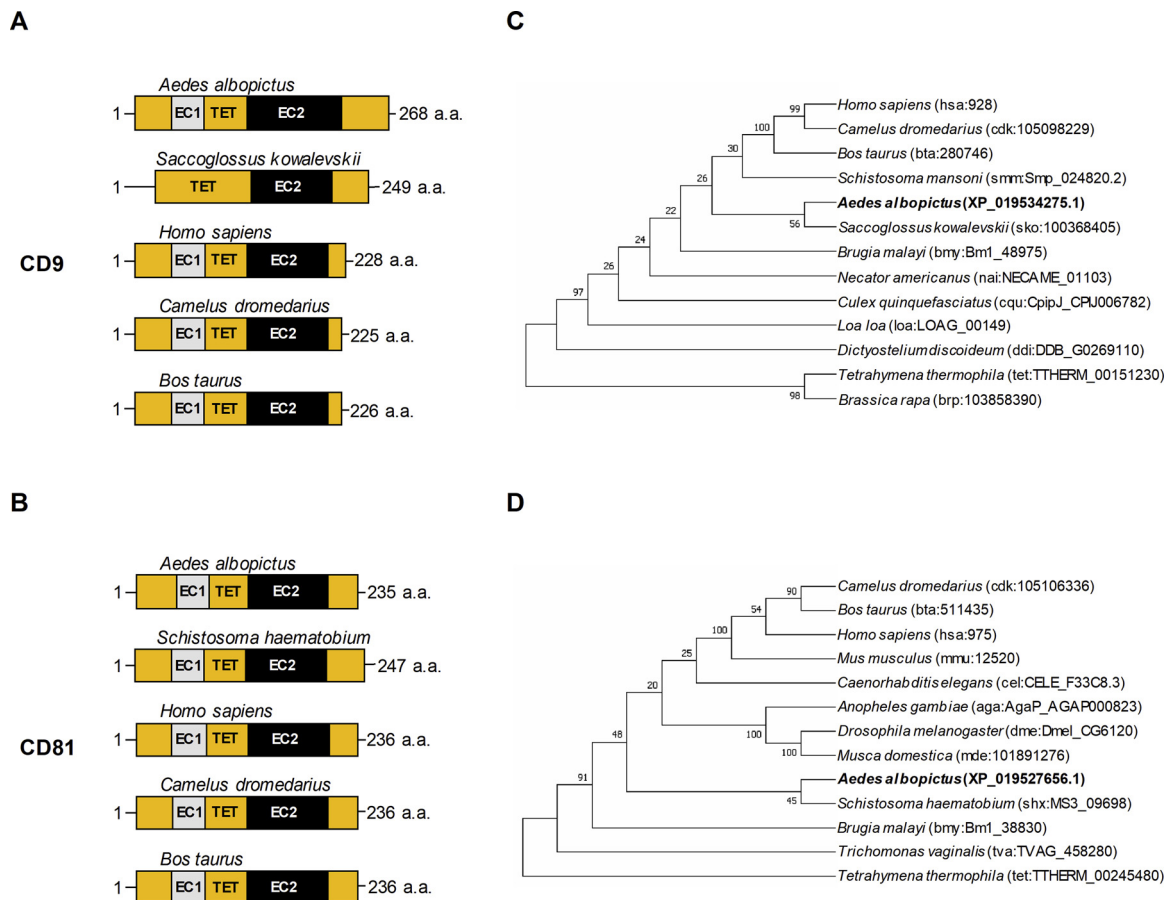 A
Aedes albopictus
1 EC1 TET EC2 268 a.a.
Saccoglossus kowalevskii
1 TET EC2 249 a.a.
Homo sapiens
CD9
1 EC1 TET EC2 228 a.a.
Camelus dromedarius
1 EC1 TET EC2 225 a.a.
Bos taurus
1 EC1 TET EC2 226 a.a.
C
99 Homo sapiens (hsa:928)
Camelus dromedarius (cdk:105098229)
100 Bos taurus (bta:280746)
30 Schistosoma mansoni (smm:Smp_024820.2)
26 Aedes albopictus (XP_019534275.1)
56 Saccoglossus kowalevskii (sko:100368405)
22 Brugia malayi (bmy:Bm1_48975)
24 Necator americanus (nai:NECAME_01103)
26 Culex quinquefasciatus (cqu:CpipJ_CPIJ006782)
97 Loa loa (loa:LOAG_00149)
Dictyostelium discoideum (ddi:DDB_G0269110)
Tetrahymena thermophila (tet:TTHERM_00151230)
98 Brassica rapa (brp:103858390)
B
Aedes albopictus
1 EC1 TET EC2 235 a.a.
Schistosoma haematobium
1 EC1 TET EC2 247 a.a.
Homo sapiens
CD81
1 EC1 TET EC2 236 a.a.
Camelus dromedarius
1 EC1 TET EC2 236 a.a.
Bos taurus
1 EC1 TET EC2 236 a.a.
D
90 Camelus dromedarius (cdk:105106336)
Bos taurus (bta:511435)
54 Homo sapiens (hsa:975)
100 Mus musculus (mmu:12520)
25 Caenorhabditis elegans (cel:CELE_F33C8.3)
20 Anopheles gambiae (aga:AgaP_AGAP000823)
100 Drosophila melanogaster (dme:Dmel_CG6120)
100 Musca domestica (mde:101891276)
48 Aedes albopictus (XP_019527656.1)
45 Schistosoma haematobium (shx:MS3_09698)
91 Brugia malayi (bmy:Bm1_38830)
Trichomonas vaginalis (tva:TVAG_458280)
Tetrahymena thermophila (tet:TTHERM_00245480)